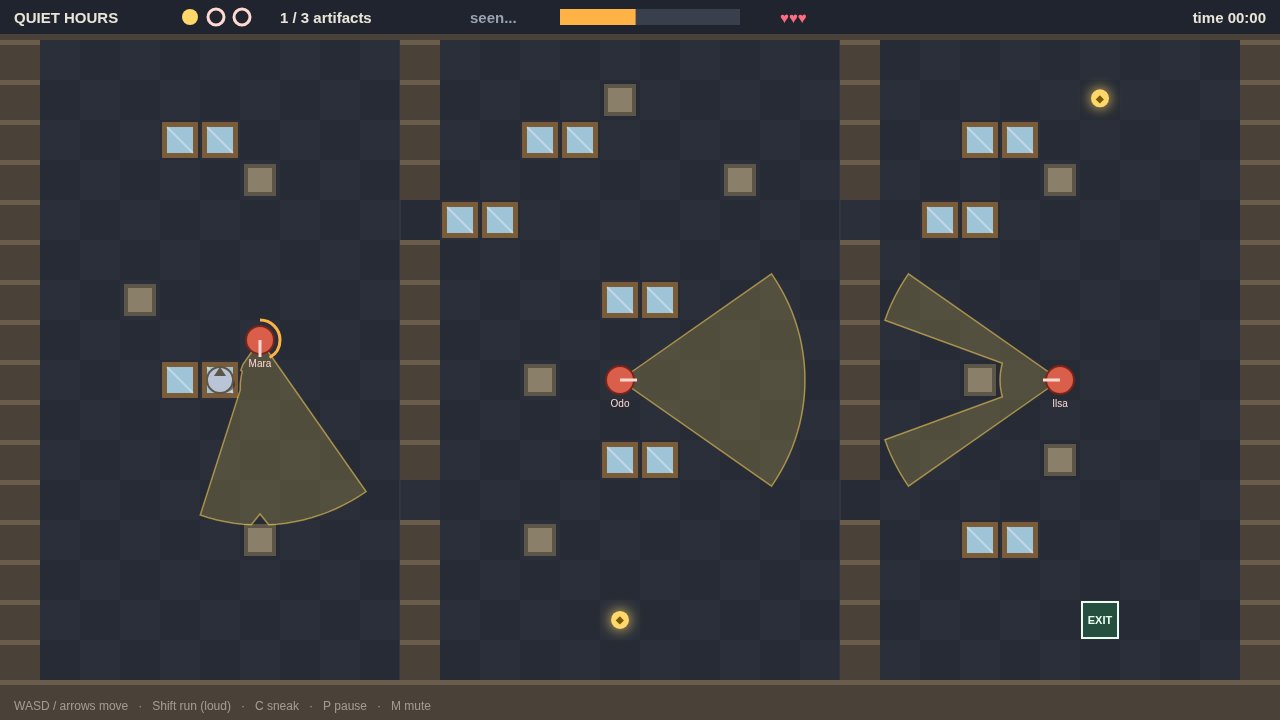 QUIET HOURS 1 / 3 artifacts seen... ♥♥♥ time 00:00
Mara
Odo
Ilsa
EXIT
WASD / arrows move · Shift run (loud) · C sneak · P pause · M mute